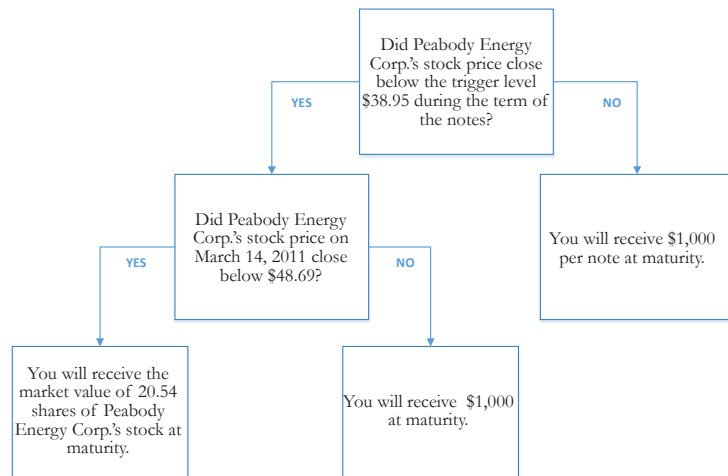 Did Peabody Energy
Corp.'s stock price close
below the trigger level
$38.95 during the term of
the notes?
YES
NO
Did Peabody Energy
Corp.'s stock price on
March 14, 2011 close
below $48.69?
You will receive $1,000
per note at maturity.
YES
NO
You will receive the
market value of 20.54
shares of Peabody
Energy Corp.'s stock at
maturity.
You will receive $1,000
at maturity.